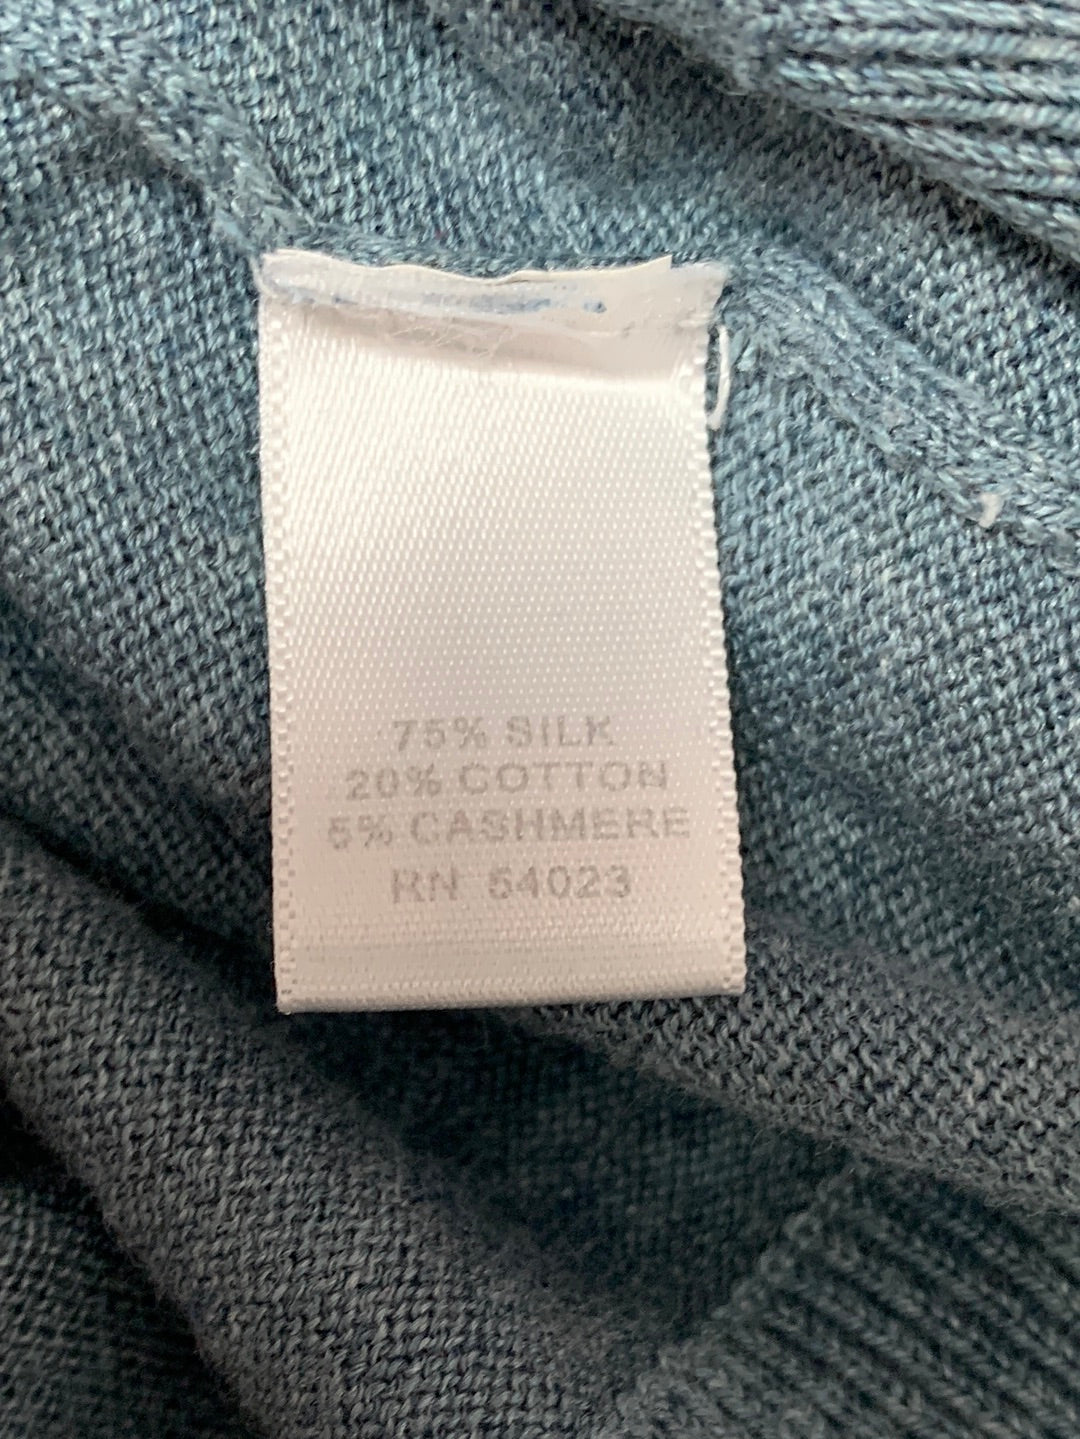 75% SILK
20% COTTON
5% CASHMERE
RN 54023